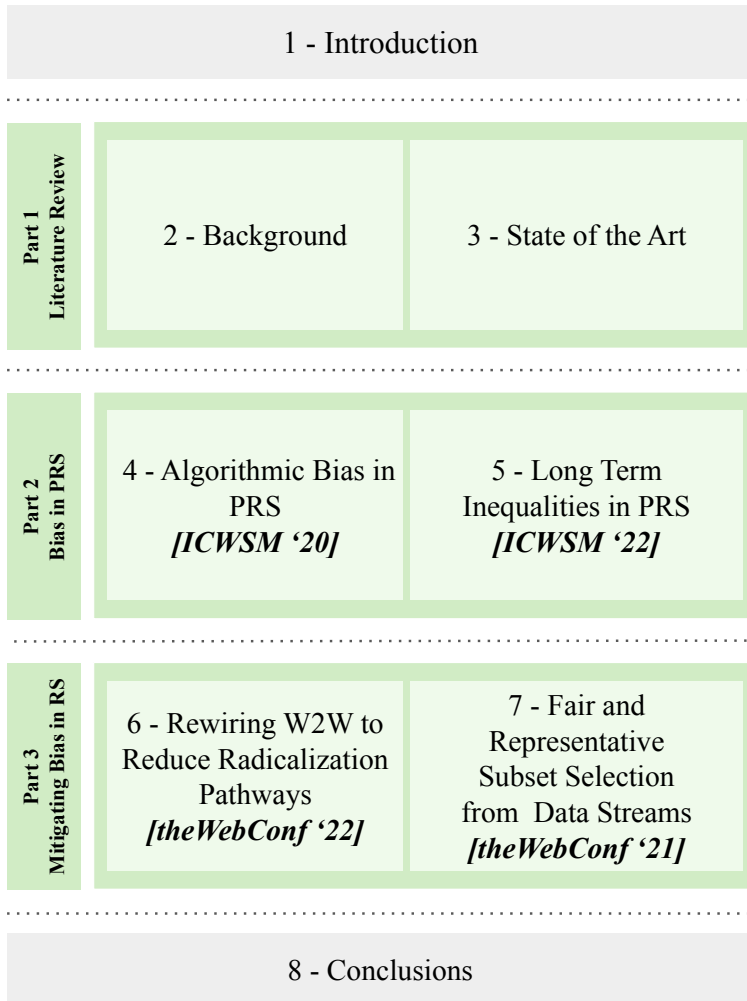 1 - Introduction
Part 1
Literature Review
2 - Background
3 - State of the Art
Part 2
Bias in PRS
4 - Algorithmic Bias in
PRS
[ICWSM ‘20]
5 - Long Term
Inequalities in PRS
[ICWSM ‘22]
Part 3
Mitigating Bias in RS
6 - Rewiring W2W to
Reduce Radicalization
Pathways
[theWebConf ‘22]
7 - Fair and
Representative
Subset Selection
from Data Streams
[theWebConf ‘21]
8 - Conclusions